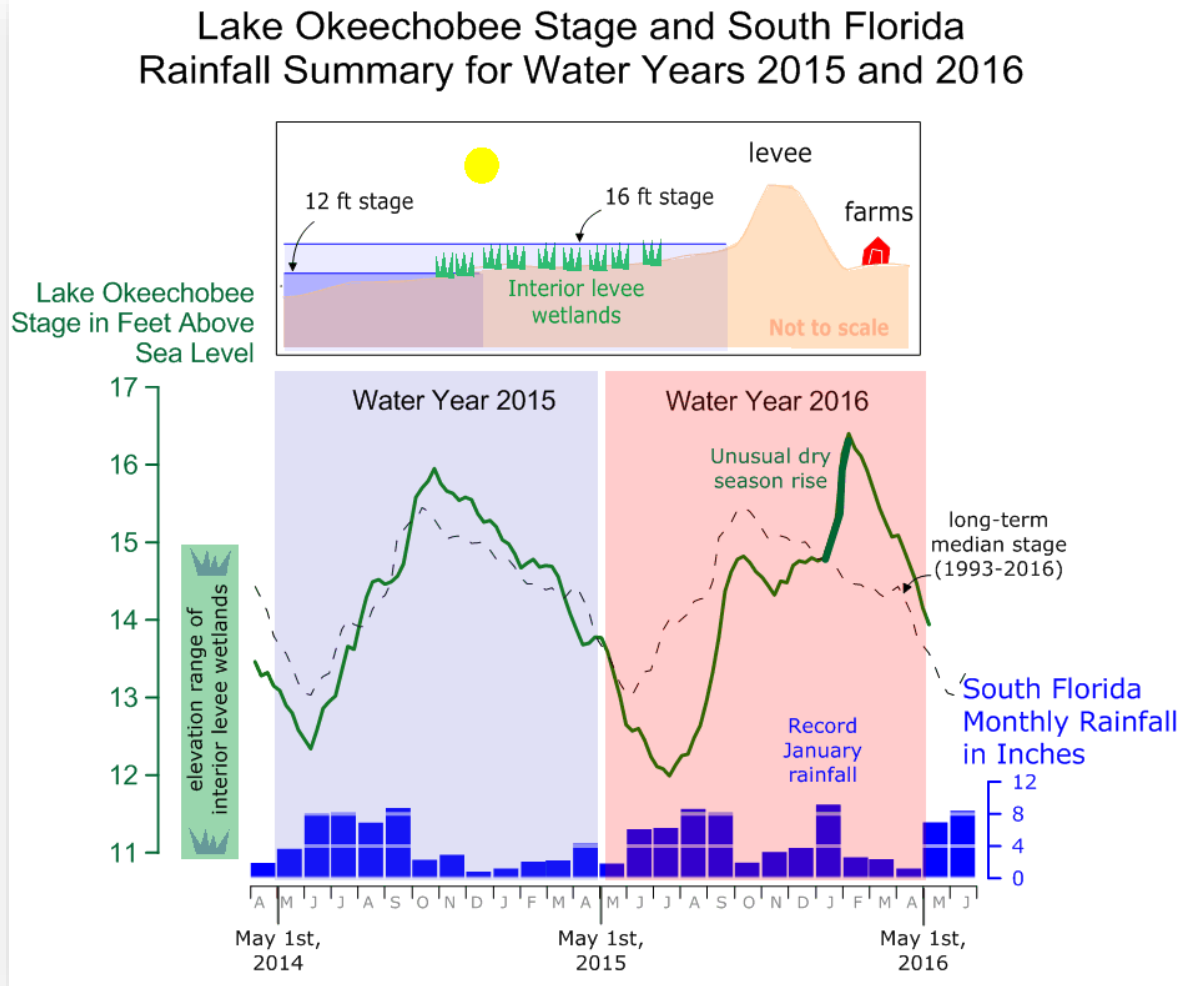 Lake Okeechobee Stage and South Florida
Rainfall Summary for Water Years 2015 and 2016
levee
12 ft stage
16 ft stage
farms
Interior levee
wetlands
Not to scale
Lake Okeechobee
Stage in Feet Above
Sea Level
17
16
15
14
13
12
11
Water Year 2015
Water Year 2016
Unusual dry
season rise
long-term
median stage
(1993-2016)
elevation range of
interior levee wetlands
Record
January
rainfall
South Florida
Monthly Rainfall
in Inches
12
8
4
0
A M J J A S O N D J F M A M J J A S O N D J F M A M J
May 1st,
2014
May 1st,
2015
May 1st,
2016